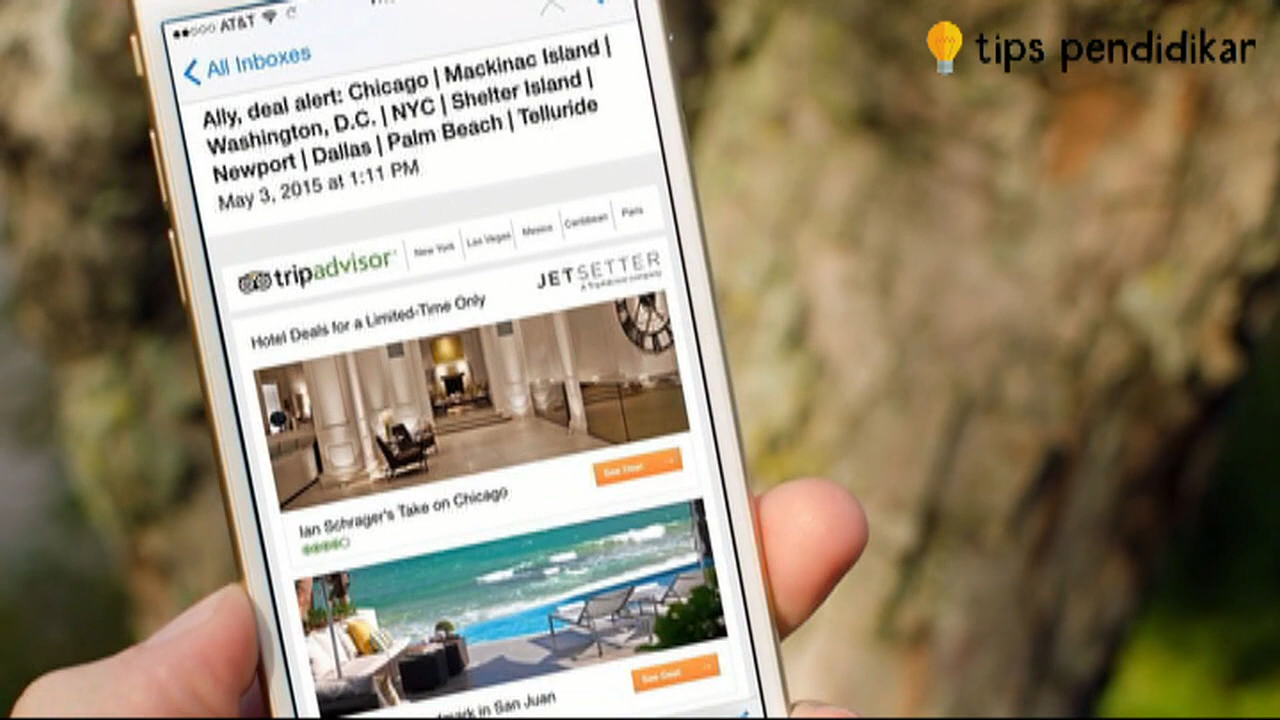 tips pendidikan
AT&T
All Inboxes
Ally, deal alert: Chicago | Mackinac Island |
Washington, D.C. | NYC | Shelter Island |
Newport | Dallas | Palm Beach | Telluride
May 3, 2015 at 1:11 PM
tripadvisor New York Las Vegas Mexico Caribbean Paris
JETSETTER
A TripAdvisor company
Hotel Deals for a Limited-Time Only
See Deal
Ian Schrager's Take on Chicago
See Deal
dmark in San Juan